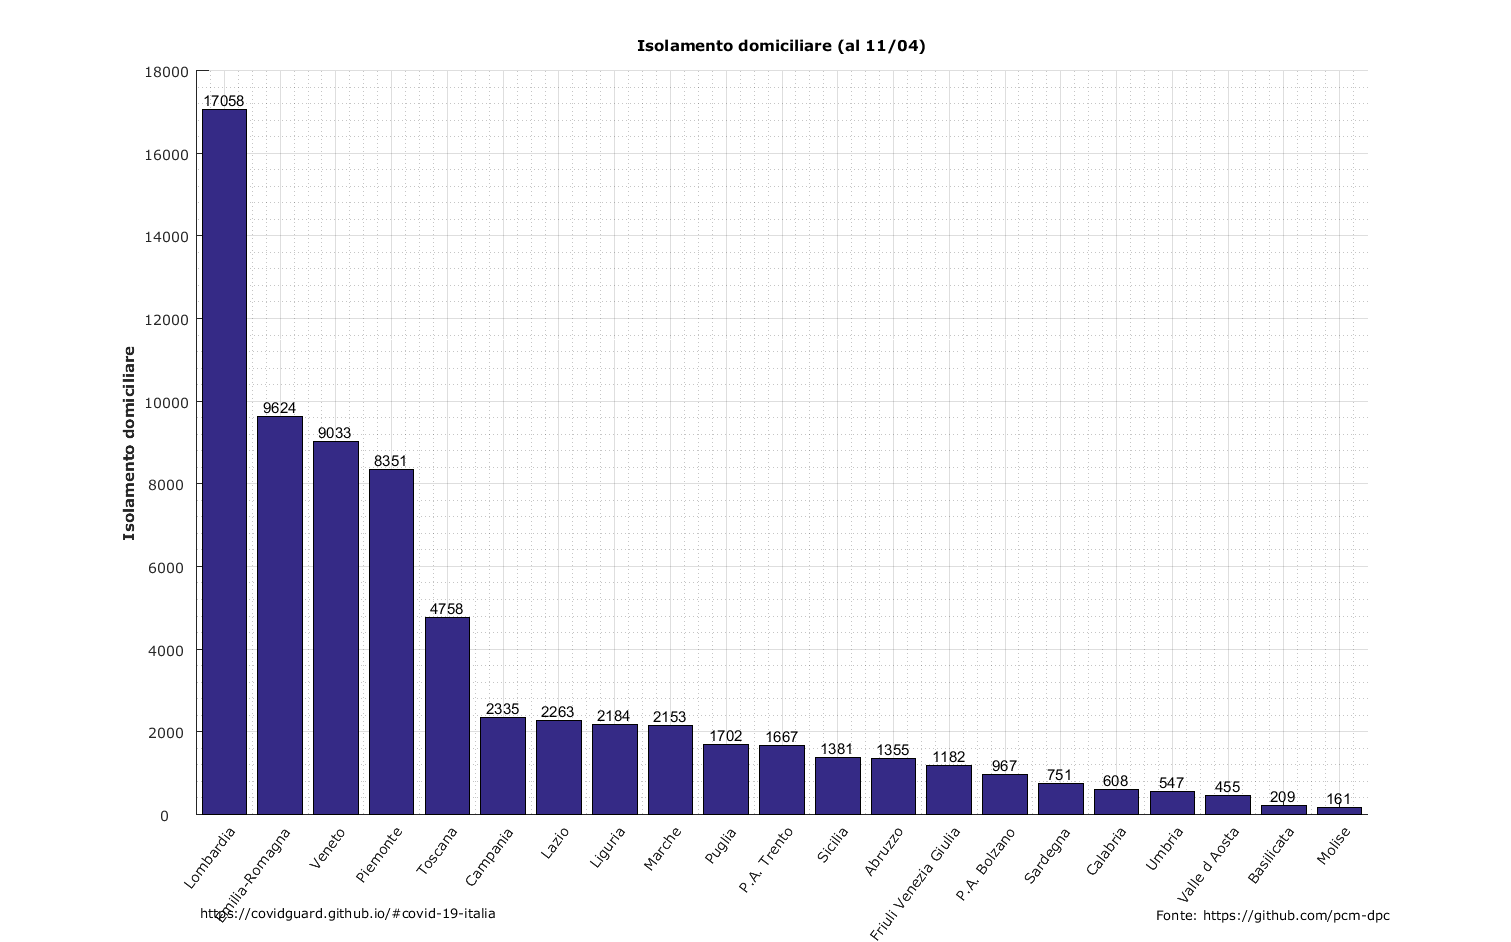 Isolamento domiciliare (al 11/04)
Isolamento domiciliare
18000
16000
14000
12000
10000
8000
6000
4000
2000
0
17058
9624
9033
8351
4758
2335
2263
2184
2153
1702
1667
1381
1355
1182
967
751
608
547
455
209
161
Lombardia
Emilia-Romagna
Veneto
Piemonte
Toscana
Campania
Lazio
Liguria
Marche
Puglia
P.A. Trento
Sicilia
Abruzzo
Friuli Venezia Giulia
P.A. Bolzano
Sardegna
Calabria
Umbria
Valle d Aosta
Basilicata
Molise
https://covidguard.github.io/#covid-19-italia
Fonte: https://github.com/pcm-dpc